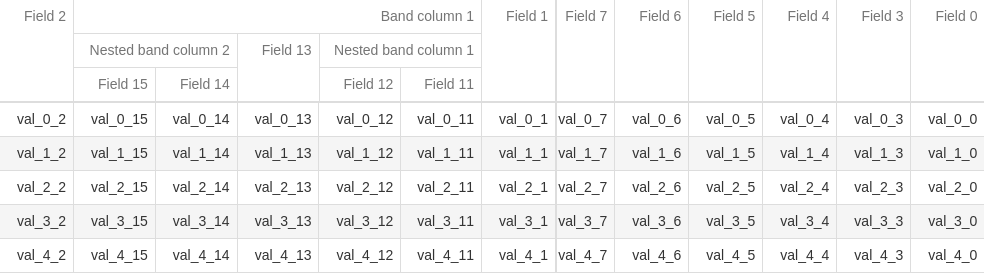 Field 2 Band column 1 Field 1 Field 7 Field 6 Field 5 Field 4 Field 3 Field 0
Nested band column 2 Field 13 Nested band column 1
Field 15 Field 14 Field 12 Field 11
val_0_2 val_0_15 val_0_14 val_0_13 val_0_12 val_0_11 val_0_1 val_0_7 val_0_6 val_0_5 val_0_4 val_0_3 val_0_0
val_1_2 val_1_15 val_1_14 val_1_13 val_1_12 val_1_11 val_1_1 val_1_7 val_1_6 val_1_5 val_1_4 val_1_3 val_1_0
val_2_2 val_2_15 val_2_14 val_2_13 val_2_12 val_2_11 val_2_1 val_2_7 val_2_6 val_2_5 val_2_4 val_2_3 val_2_0
val_3_2 val_3_15 val_3_14 val_3_13 val_3_12 val_3_11 val_3_1 val_3_7 val_3_6 val_3_5 val_3_4 val_3_3 val_3_0
val_4_2 val_4_15 val_4_14 val_4_13 val_4_12 val_4_11 val_4_1 val_4_7 val_4_6 val_4_5 val_4_4 val_4_3 val_4_0